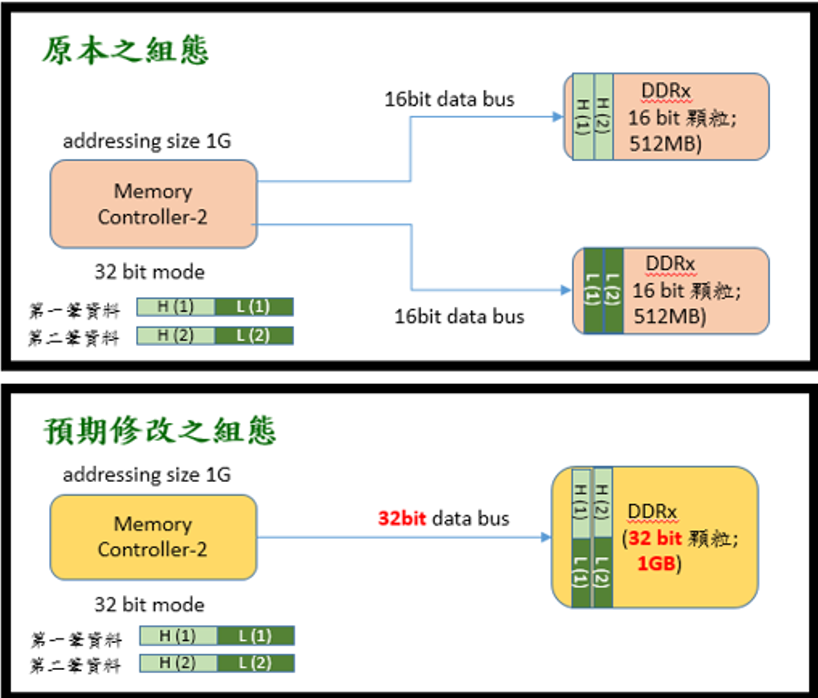 原本之組態
addressing size 1G
Memory
Controller-2
32 bit mode
第一筆資料 H (1) L (1)
第二筆資料 H (2) L (2)
16bit data bus
H (1) H (2)
DDRx
16 bit 顆粒;
512MB)
16bit data bus
L (1) L (2)
DDRx
16 bit 顆粒;
512MB)
預期修改之組態
addressing size 1G
Memory
Controller-2
32 bit mode
第一筆資料 H (1) L (1)
第二筆資料 H (2) L (2)
32bit data bus
H (1) H (2)
L (1) L (2)
DDRx
(32 bit 顆粒;
1GB)